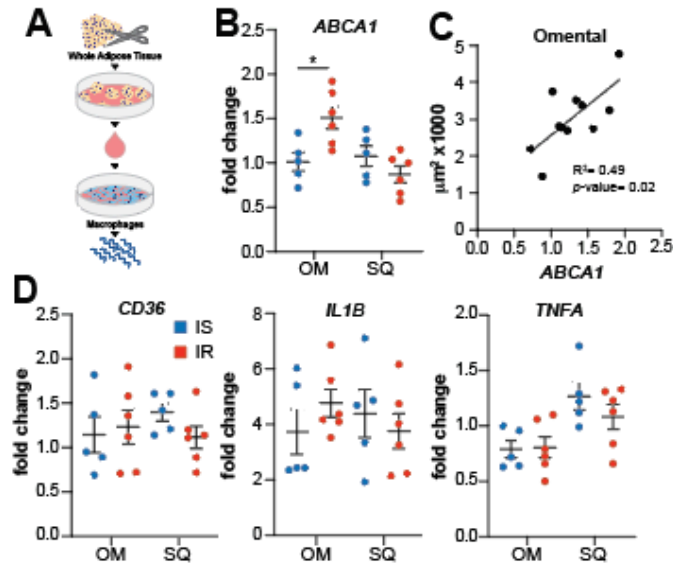 A
Whole Adipose Tissue
Macrophages
B
ABCA1
*
fold change
2.5
2.0
1.5
1.0
0.5
0.0
OM SQ
C
Omental
µm² x1000
5
4
3
2
1
0
R²= 0.49
p-value= 0.02
0.0 0.5 1.0 1.5 2.0 2.5
ABCA1
D
CD36
IS
IR
fold change
2.5
2.0
1.5
1.0
0.5
0.0
OM SQ
IL1B
fold change
8
6
4
2
0
OM SQ
TNFA
fold change
2.0
1.5
1.0
0.5
0.0
OM SQ